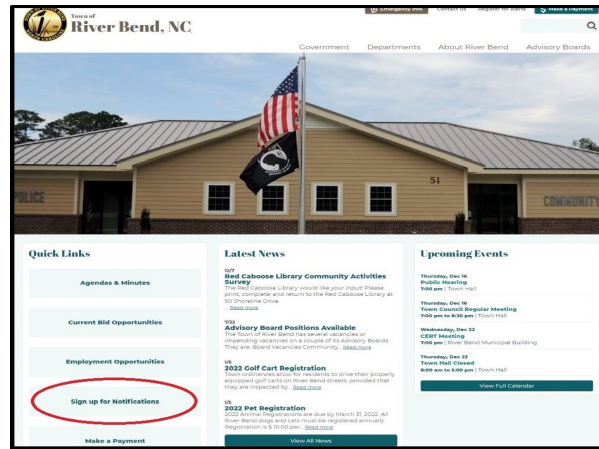 Emergency Info Contact Us Register for Alerts $ Make a Payment
Town of
River Bend, NC
Government Departments About River Bend Advisory Boards
51
POLICE
COMMUNITY
Quick Links
Agendas & Minutes
Current Bid Opportunities
Employment Opportunities
Sign up for Notifications
Make a Payment
Latest News
12/7
Red Caboose Library Community Activities
Survey
The Red Caboose Library would like your input! Please
print, complete, and return to the Red Caboose Library at
50 Shoreline Drive.
... Read more
7/22
Advisory Board Positions Available
The Town of River Bend has several vacancies or
impending vacancies on a couple of its Advisory Boards.
They are: Board Vacancies Community... Read more
1/6
2022 Golf Cart Registration
Town ordinances allow for residents to drive their properly
equipped golf carts on River Bend streets, provided that
they are inspected by... Read more
1/5
2022 Pet Registration
2022 Animal Registrations are due by March 31, 2022. All
River Bend dogs and cats must be registered annually.
Registration is $ 10.00 per... Read more
View All News
Upcoming Events
Thursday, Dec 16
Public Hearing
7:00 pm | Town Hall
Thursday, Dec 16
Town Council Regular Meeting
7:00 pm to 8:30 pm | Town Hall
Wednesday, Dec 22
CERT Meeting
7:00 pm | River Bend Municipal Building
Thursday, Dec 23
Town Hall Closed
8:00 am to 5:00 pm | Town Hall
View Full Calendar